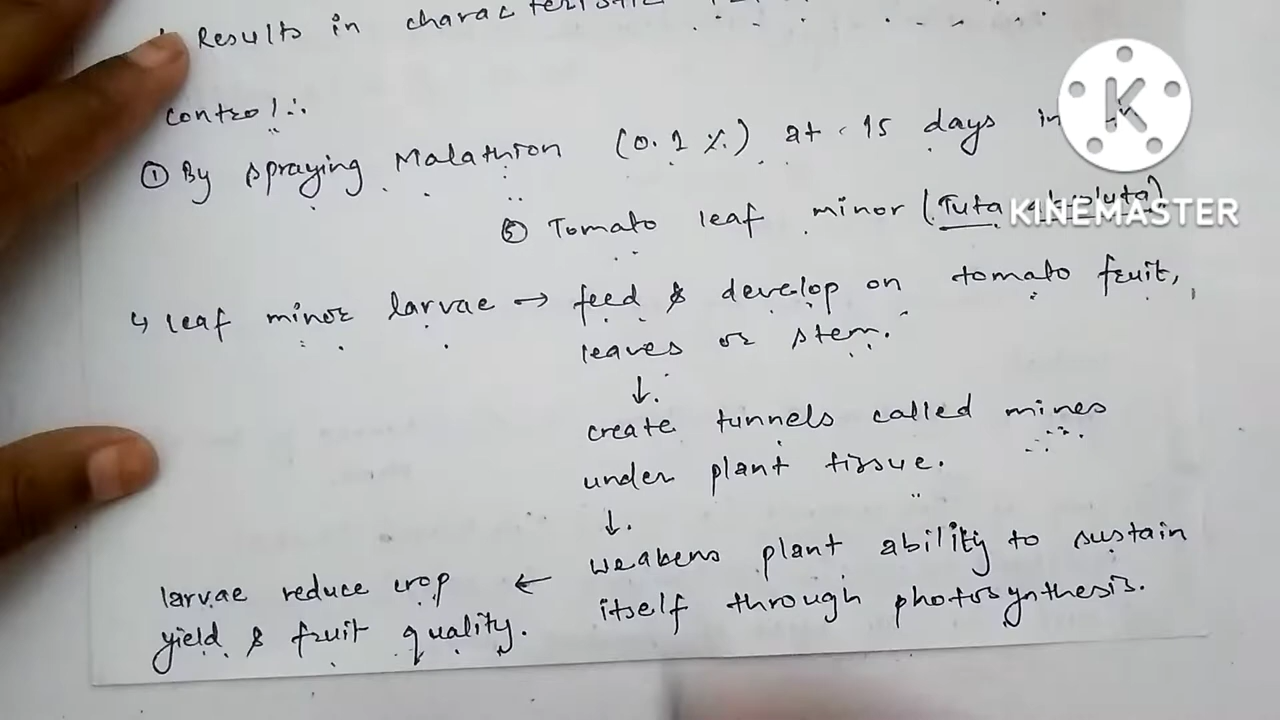 Results in
control :.
① By spraying Malathion (0.1 %) at 15 days
⑤ Tomato leaf minor (Tuta absoluta)
↳ leaf minor larvae → feed & develop on tomato fruit,
leaves or stem.
↓
create tunnels called mines
under plant tissue.
↓
weakens plant ability to sustain
itself through photosynthesis.
← larvae reduce crop
yield & fruit quality.
K
KINEMASTER